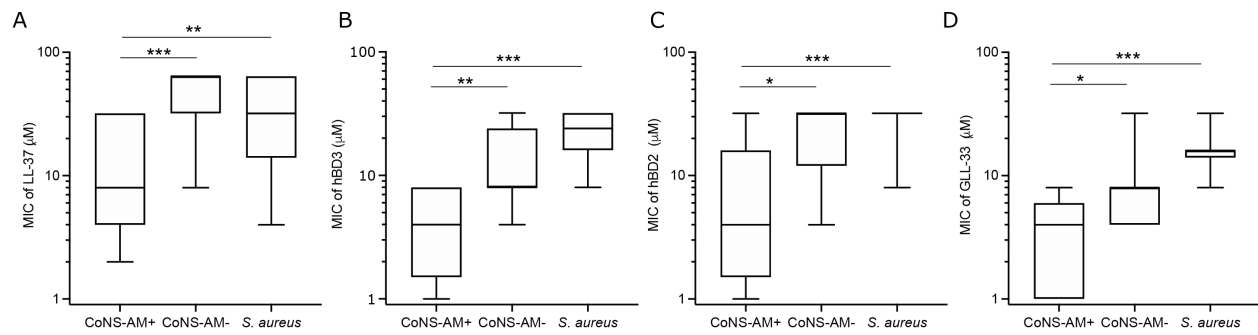 A
**
***
100
10
1
MIC of LL-37 (μM)
CoNS-AM+ CoNS-AM- S. aureus
B
***
**
100
10
1
MIC of hBD3 (μM)
CoNS-AM+ CoNS-AM- S. aureus
C
***
*
100
10
1
MIC of hBD2 (μM)
CoNS-AM+ CoNS-AM- S. aureus
D
***
*
100
10
1
MIC of GLL-33 (μM)
CoNS-AM+ CoNS-AM- S. aureus